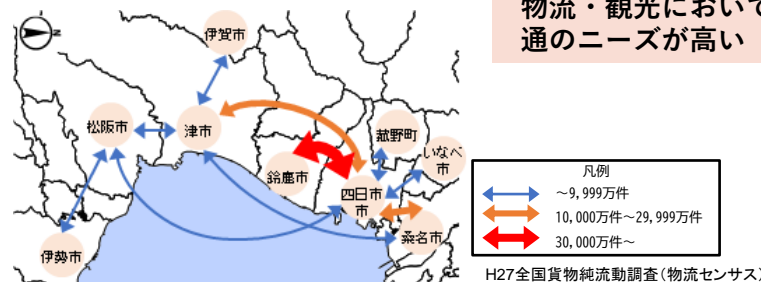 物流・観光において
通のニーズが高い
N
伊賀市
松阪市
津市
菰野町
いなべ
市
鈴鹿市
四日市
市
桑名市
伊勢市
凡例
～9,999万件
10,000万件～29,999万件
30,000万件～
H27全国貨物純流動調査(物流センサス)